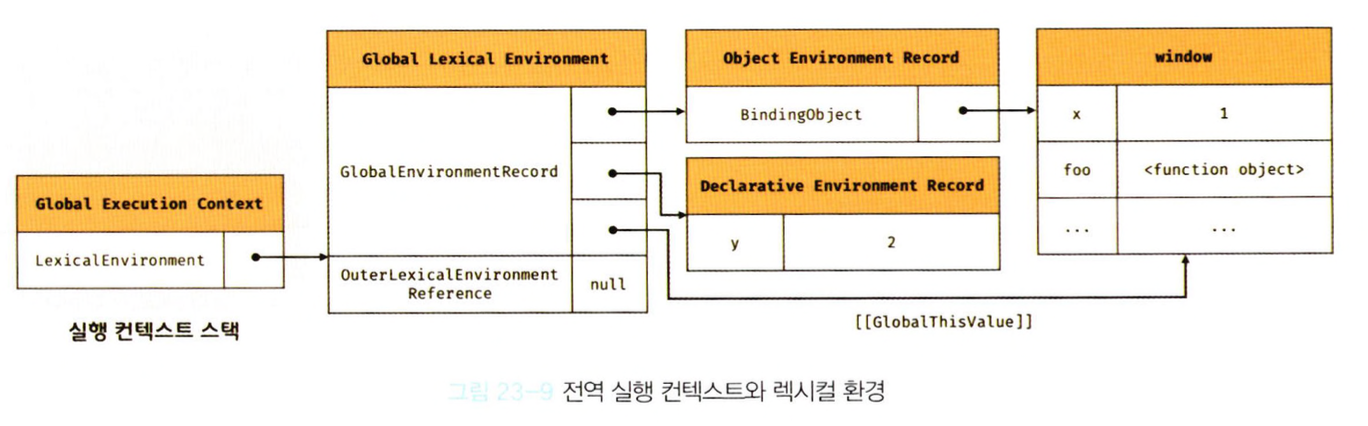 Global Execution Context
LexicalEnvironment
실행 컨텍스트 스택
Global Lexical Environment
GlobalEnvironmentRecord
OuterLexicalEnvironment
Reference
null
Object Environment Record
BindingObject
Declarative Environment Record
y
2
window
x
1
foo
<function object>
...
...
[[GlobalThisValue]]
그림 23-9 전역 실행 컨텍스트와 렉시컬 환경